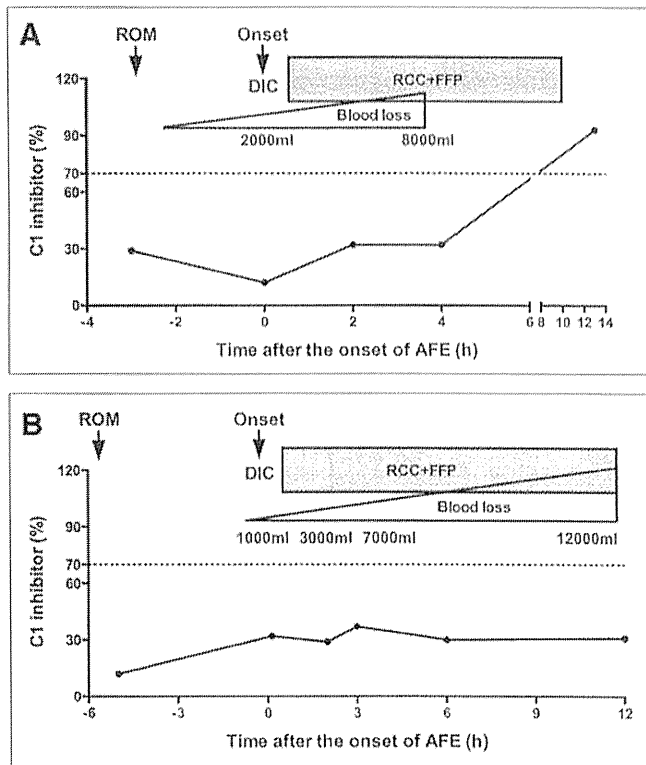 A
ROM Onset
DIC RCC+FFP
Blood loss
2000ml 8000ml
C1 inhibitor (%)
120
90
70
60
30
0
-4 -2 0 2 4 6 8 10 12 14
Time after the onset of AFE (h)
B
ROM Onset
DIC RCC+FFP
Blood loss
1000ml 3000ml 7000ml 12000ml
C1 inhibitor (%)
120
90
70
60
30
0
-6 -3 0 3 6 9 12
Time after the onset of AFE (h)